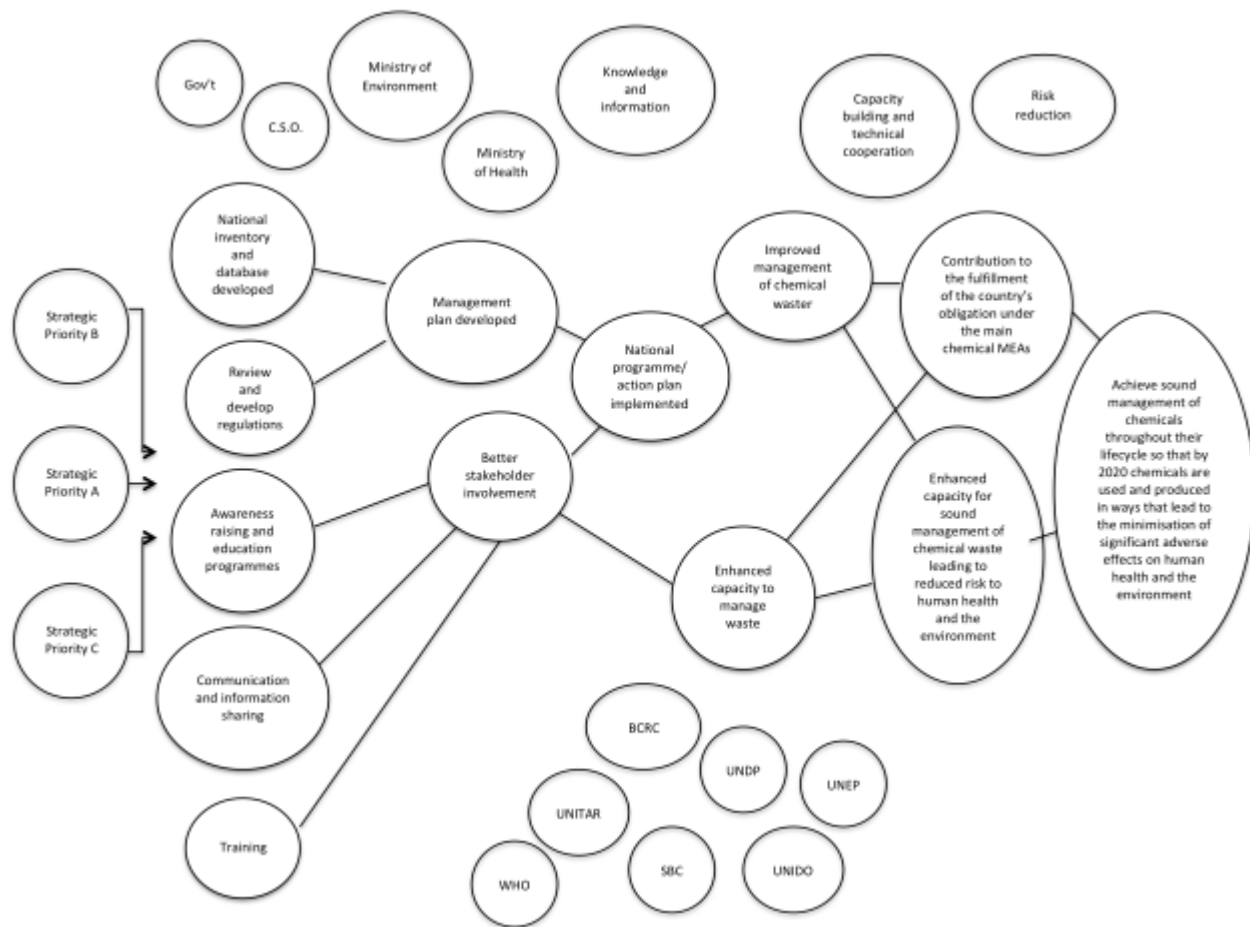 Gov't
C.S.O.
Ministry of
Environment
Ministry
of Health
Knowledge
and
information
Capacity
building and
technical
cooperation
Risk
reduction
National
inventory
and
database
developed
Management
plan developed
Improved
management
of chemical
waster
Contribution to
the fulfillment
of the country's
obligation under
the main
chemical MEAs
Strategic
Priority B
Review
and
develop
regulations
National
programme/
action plan
implemented
Achieve sound
management of
chemicals
throughout their
lifecycle so that by
2020 chemicals are
used and produced
in ways that lead to
the minimisation of
significant adverse
effects on human
health and the
environment
Strategic
Priority A
Better
stakeholder
involvement
Awareness
raising and
education
programmes
Enhanced
capacity to
manage
waste
Enhanced
capacity for
sound
management of
chemical waste
leading to
reduced risk to
human health
and the
environment
Strategic
Priority C
Communication
and information
sharing
Training
BCRC
UNDP
UNEP
UNITAR
WHO
SBC
UNIDO